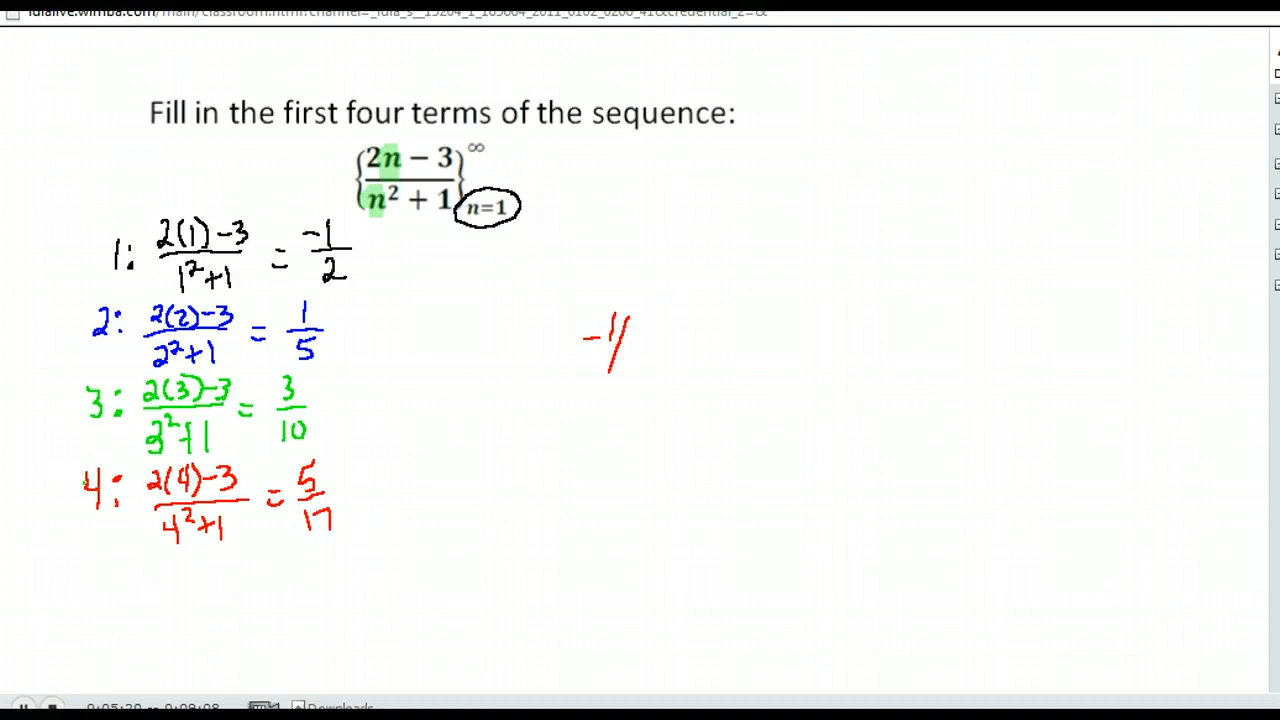 Fill in the first four terms of the sequence:
{(2n − 3)/(n² + 1)}^∞_{n=1}
1: (2(1)-3)/(1²+1) = -1/2
2: (2(2)-3)/(2²+1) = 1/5
3: (2(3)-3)/(3²+1) = 3/10
4: (2(4)-3)/(4²+1) = 5/17
-1/
Downloads